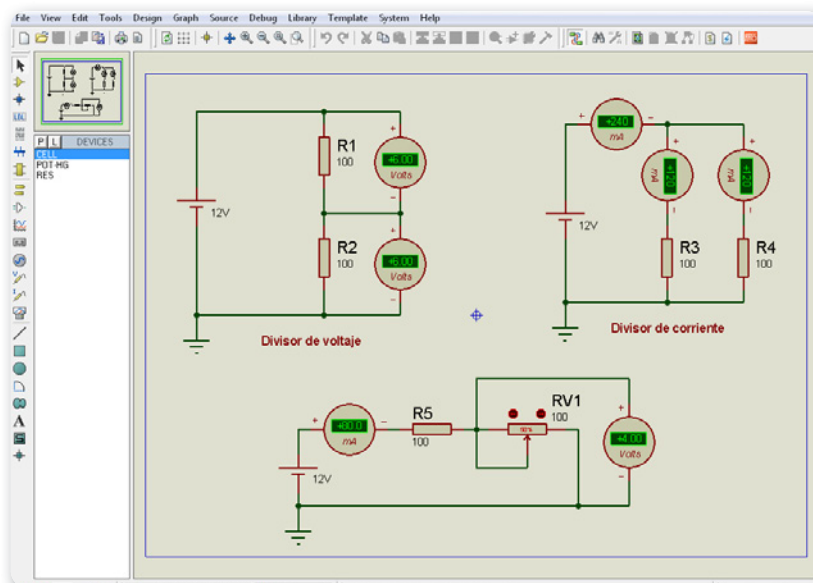 File View Edit Tools Design Graph Source Debug Library Template System Help
P L DEVICES
CELL
POT-HG
RES
LBL
A
R1
100
+6.00
Volts
12V
R2
100
+6.00
Volts
Divisor de voltaje
+240
mA
+120
mA
+120
mA
12V
R3
100
R4
100
Divisor de corriente
+80.0
mA
R5
100
RV1
100
+4.00
Volts
12V